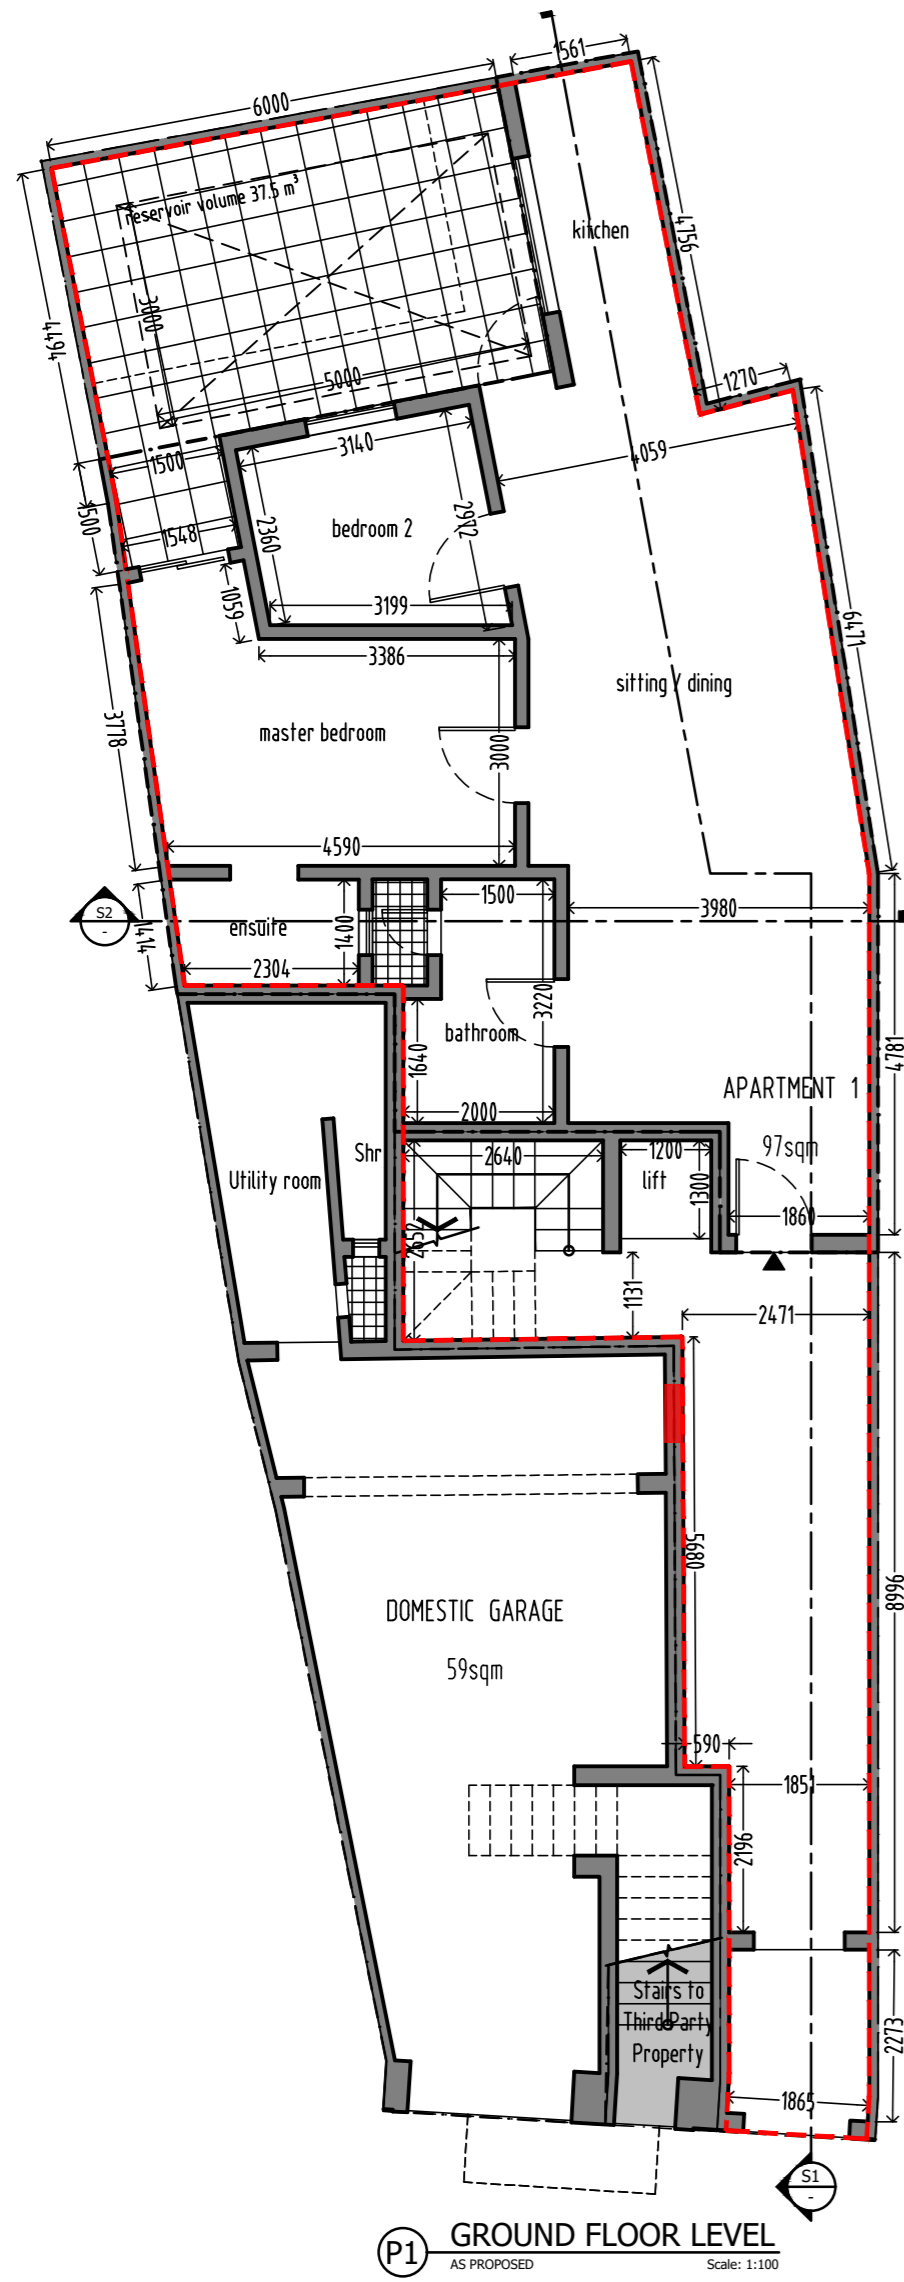 1561
6000
reservoir volume 37.5 m³
kitchen
4756
3000
4494
5000
1270
3140
4059
1500
2972
bedroom 2
1500
1548
2360
1059
3199
6471
3386
sitting / dining
3778
master bedroom
3000
4590
S2
-
1500
3980
ensuite
1400
1414
2304
3220
bathroom
1640
4781
APARTMENT 1
2000
97sqm
Shr
2640
1200
Utility room
lift
1300
1860
2652
1131
2471
5680
8996
DOMESTIC GARAGE
59sqm
590
1851
2196
Stairs to
Third Party
Property
2273
1865
S1
-
P1
GROUND FLOOR LEVEL
AS PROPOSED
Scale: 1:100